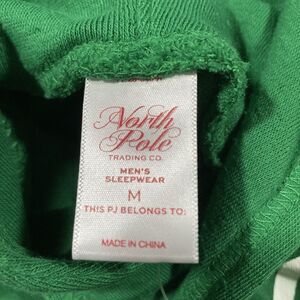 North
Pole
TRADING CO.
MEN'S
SLEEPWEAR
M
THIS PJ BELONGS TO:
MADE IN CHINA